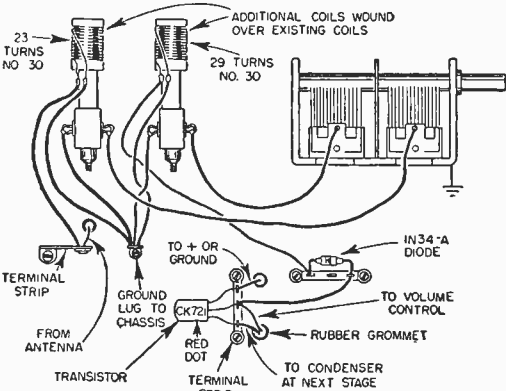 ADDITIONAL COILS WOUND
OVER EXISTING COILS
23
TURNS
NO 30
29 TURNS
NO. 30
IN34-A
DIODE
TO + OR
GROUND
TERMINAL
STRIP
GROUND
LUG TO
CHASSIS
CK721
TO VOLUME
CONTROL
FROM
ANTENNA
RED
DOT
RUBBER GROMMET
TRANSISTOR
TERMINAL
TO CONDENSER
AT NEXT STAGE